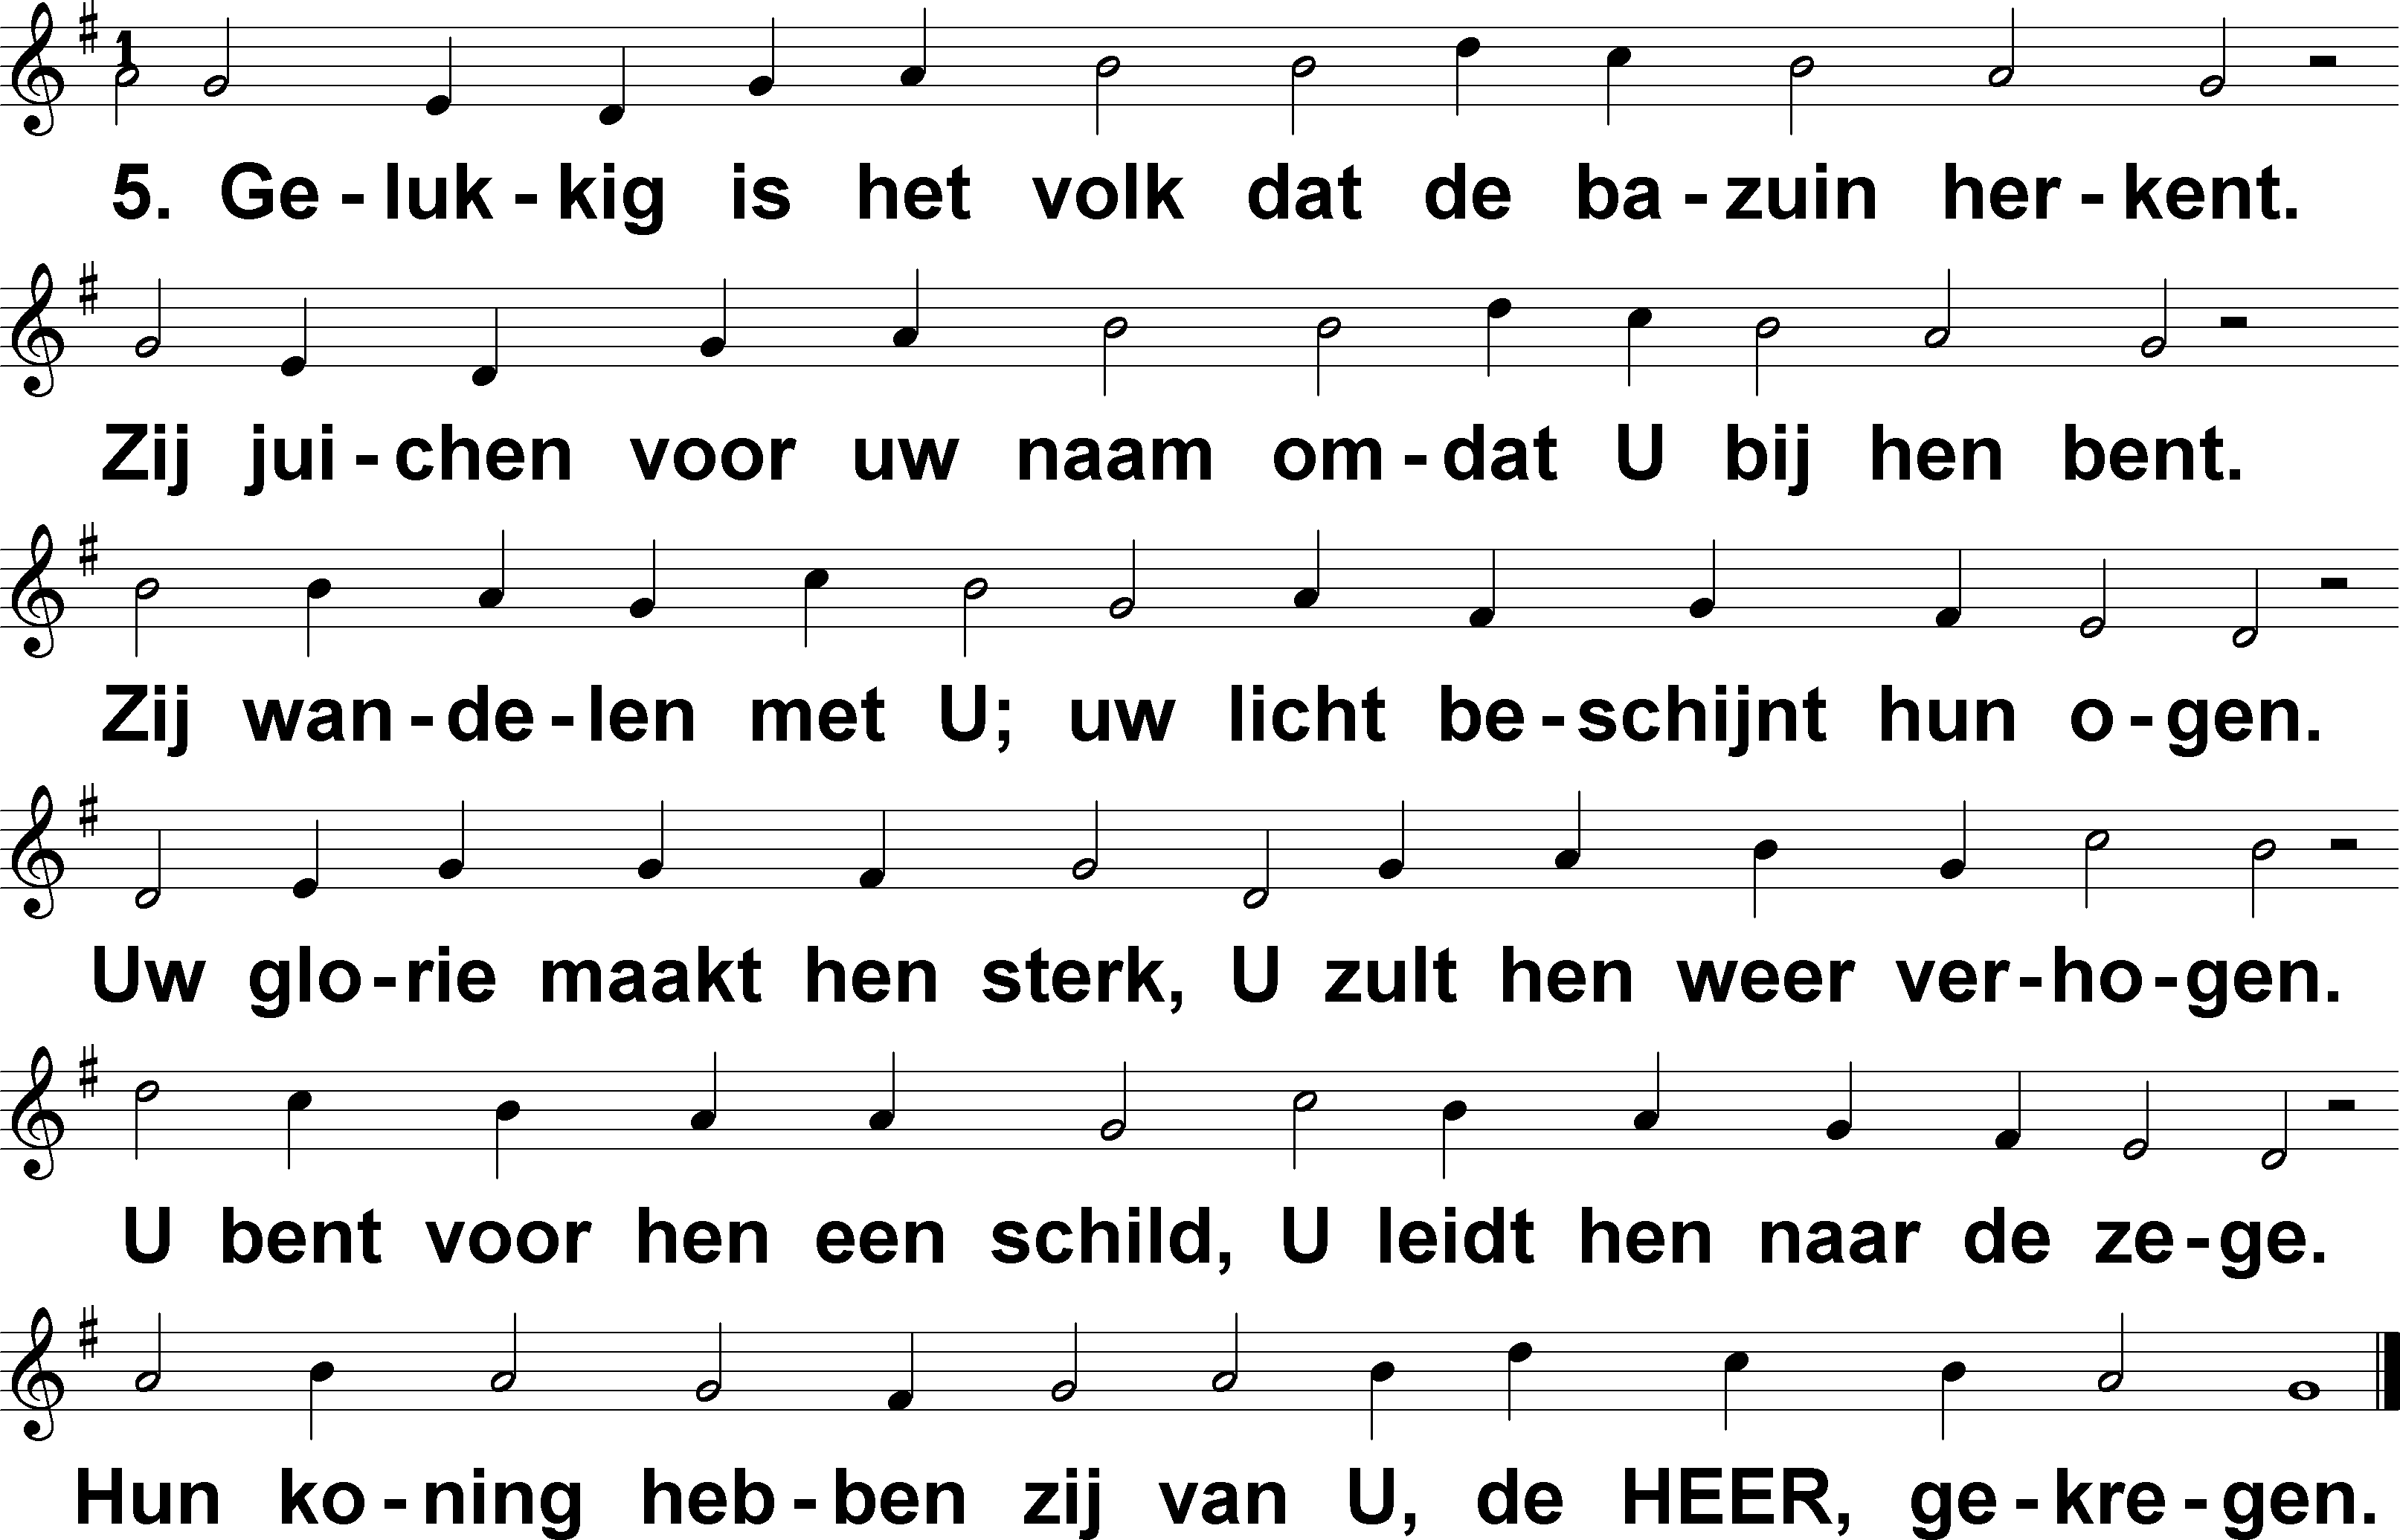 5. Ge-luk-kig is het volk dat de ba-zuin her-kent.
Zij jui-chen voor uw naam om-dat U bij hen bent.
Zij wan-de-len met U; uw licht be-schijnt hun o-gen.
Uw glo-rie maakt hen sterk, U zult hen weer ver-ho-gen.
U bent voor hen een schild, U leidt hen naar de ze-ge.
Hun ko-ning heb-ben zij van U, de HEER, ge-kre-gen.